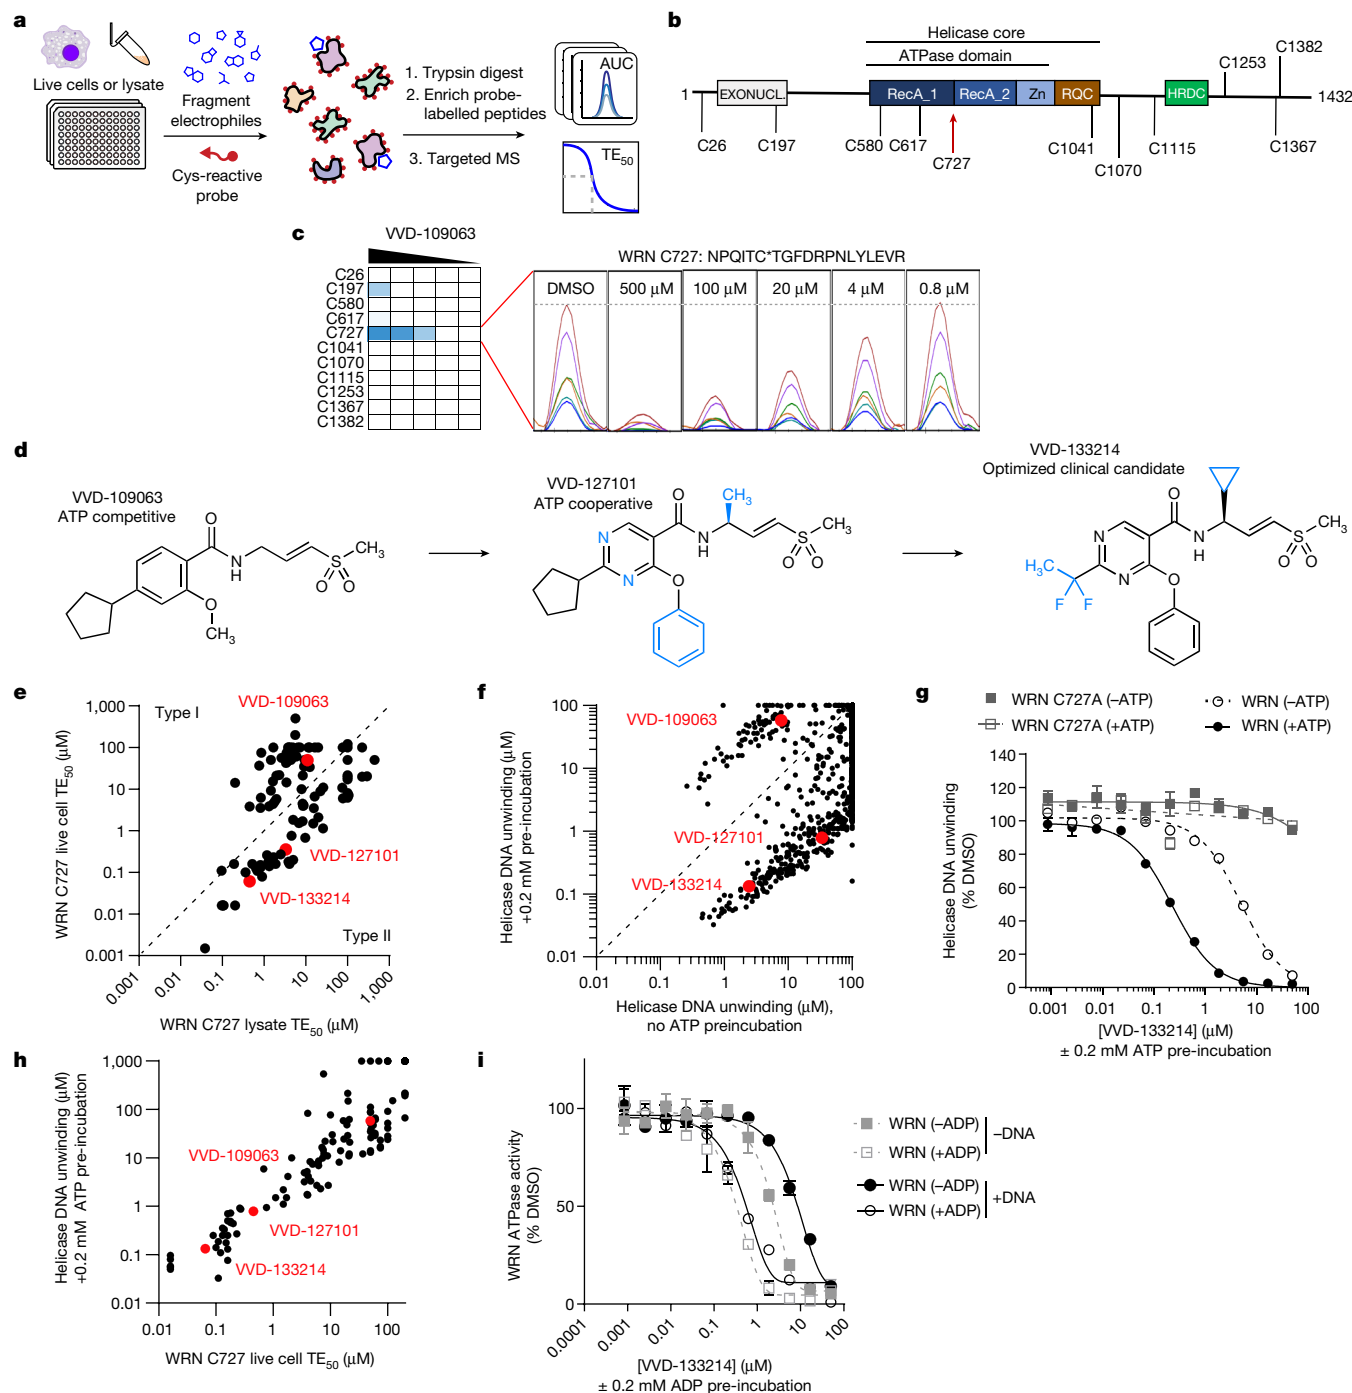 a
Live cells or lysate
Fragment
electrophiles
Cys-reactive
probe
1. Trypsin digest
2. Enrich probe-
labelled peptides
3. Targeted MS
AUC
TE50
b
Helicase core
ATPase domain
1
EXONUCL.
RecA_1
RecA_2
Zn
RQC
HRDC
1432
C26
C197
C580
C617
C727
C1041
C1070
C1115
C1253
C1382
C1367
c
VVD-109063
C26
C197
C580
C617
C727
C1041
C1070
C1115
C1253
C1367
C1382
WRN C727: NPQITC*TGFDRPNLYLEVR
DMSO
500 µM
100 µM
20 µM
4 µM
0.8 µM
d
VVD-109063
ATP competitive
O
N
H
S
CH3
O
O
O
CH3
VVD-127101
ATP cooperative
CH3
O
N
H
S
CH3
O
O
N
N
O
VVD-133214
Optimized clinical candidate
O
N
H
S
CH3
O
O
N
N
O
H3C
F
F
e
WRN C727 live cell TE50 (µM)
1,000
100
10
1
0.1
0.01
0.001
Type I
Type II
VVD-109063
VVD-127101
VVD-133214
0.001
0.01
0.1
1
10
100
1,000
WRN C727 lysate TE50 (µM)
f
Helicase DNA unwinding (µM)
+0.2 mM pre-incubation
100
10
1
0.1
0.01
VVD-109063
VVD-127101
VVD-133214
0.01
0.1
1
10
100
Helicase DNA unwinding (µM),
no ATP preincubation
g
WRN C727A (–ATP)
WRN C727A (+ATP)
WRN (–ATP)
WRN (+ATP)
Helicase DNA unwinding
(% DMSO)
140
120
100
80
60
40
20
0
0.001
0.01
0.1
1
10
100
[VVD-133214] (µM)
± 0.2 mM ATP pre-incubation
h
Helicase DNA unwinding (µM)
+0.2 mM ATP pre-incubation
1,000
100
10
1
0.1
0.01
VVD-109063
VVD-127101
VVD-133214
0.01
0.1
1
10
100
WRN C727 live cell TE50 (µM)
i
WRN ATPase activity
(% DMSO)
100
50
0
0.0001
0.001
0.01
0.1
1
10
100
[VVD-133214] (µM)
± 0.2 mM ADP pre-incubation
WRN (–ADP)
WRN (+ADP)
–DNA
WRN (–ADP)
WRN (+ADP)
+DNA